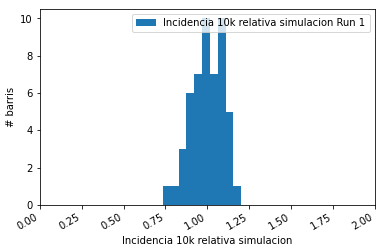 Incidencia 10k relativa simulacion Run 1
10
8
6
4
2
0
# barris
0.00 0.25 0.50 0.75 1.00 1.25 1.50 1.75 2.00
Incidencia 10k relativa simulacion